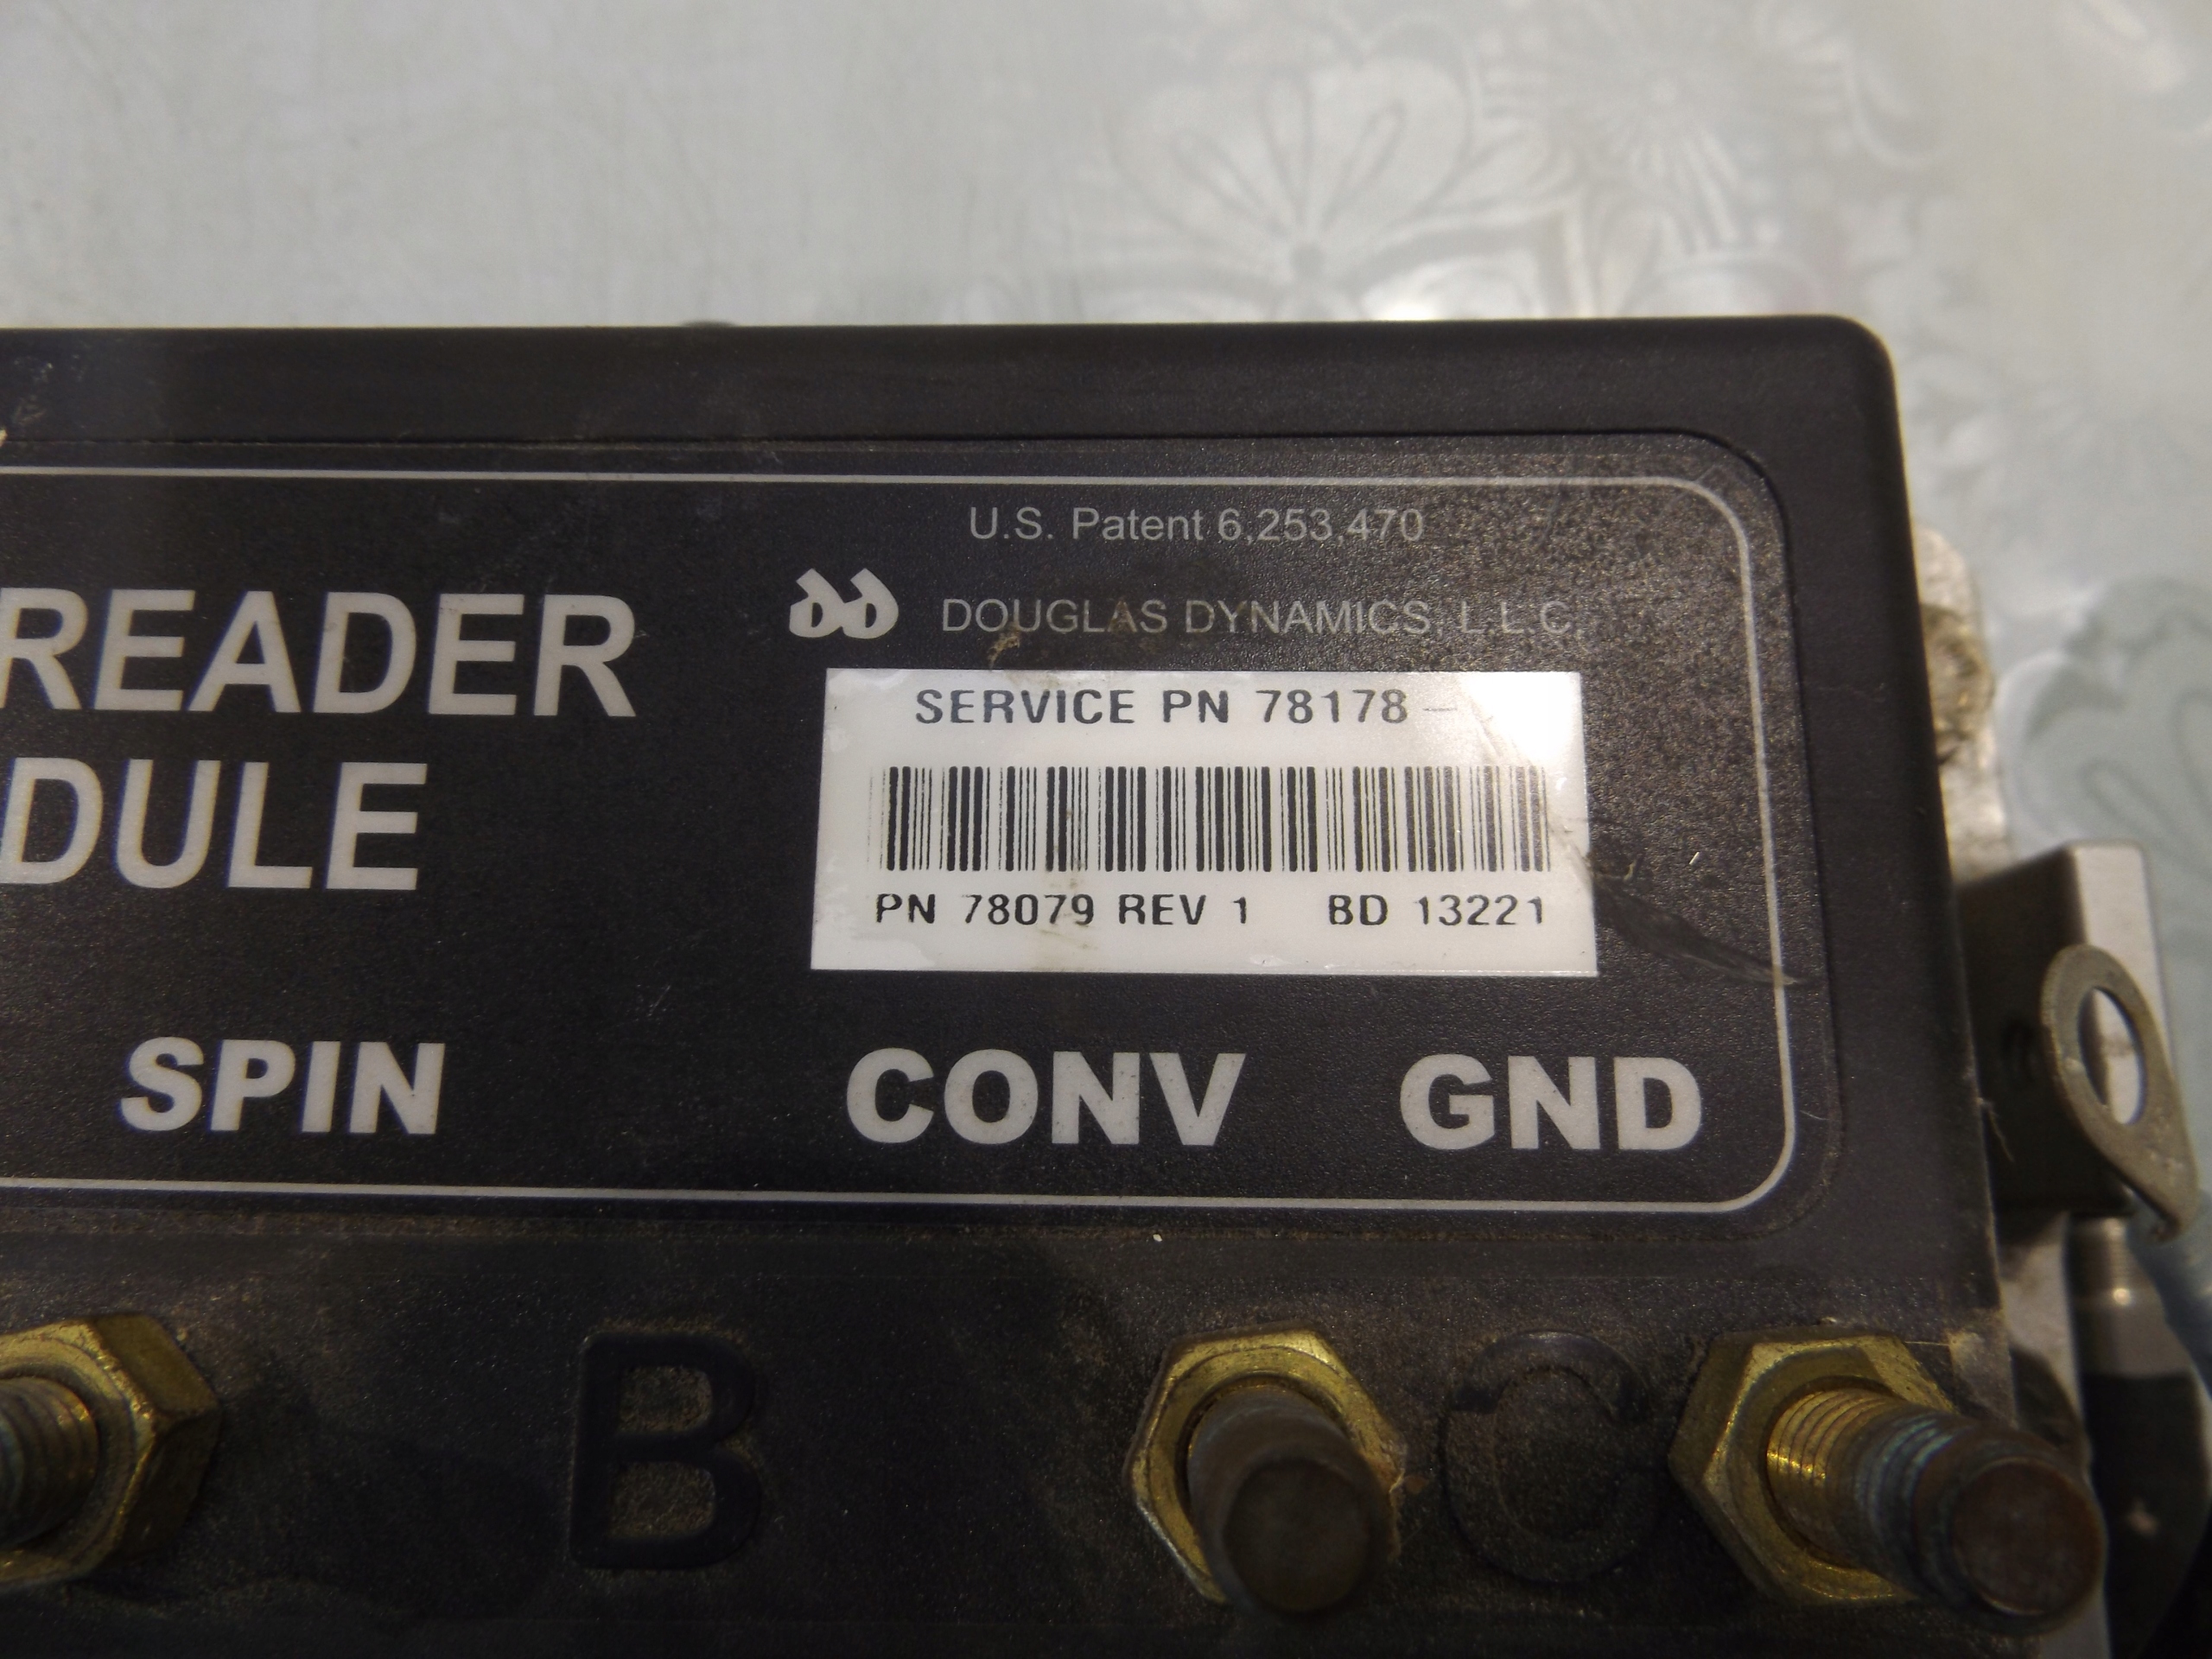 U.S. Patent 6,253,470
DOUGLAS DYNAMICS, L.L.C.
READER
DULE
SERVICE PN 78178
PN 78079 REV 1 BD 13221
SPIN CONV GND
B C